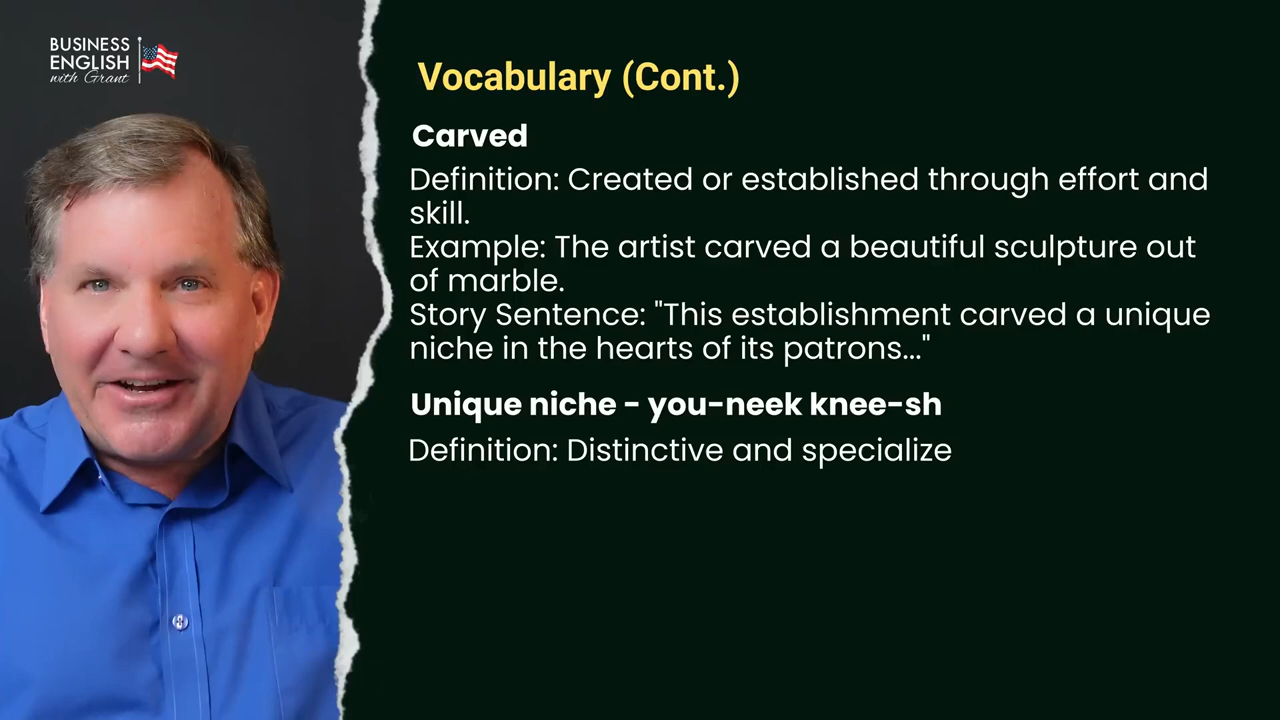 BUSINESS
ENGLISH
with Grant
Vocabulary (Cont.)
Carved
Definition: Created or established through effort and
skill.
Example: The artist carved a beautiful sculpture out
of marble.
Story Sentence: "This establishment carved a unique
niche in the hearts of its patrons..."
Unique niche - you-neek knee-sh
Definition: Distinctive and specialize